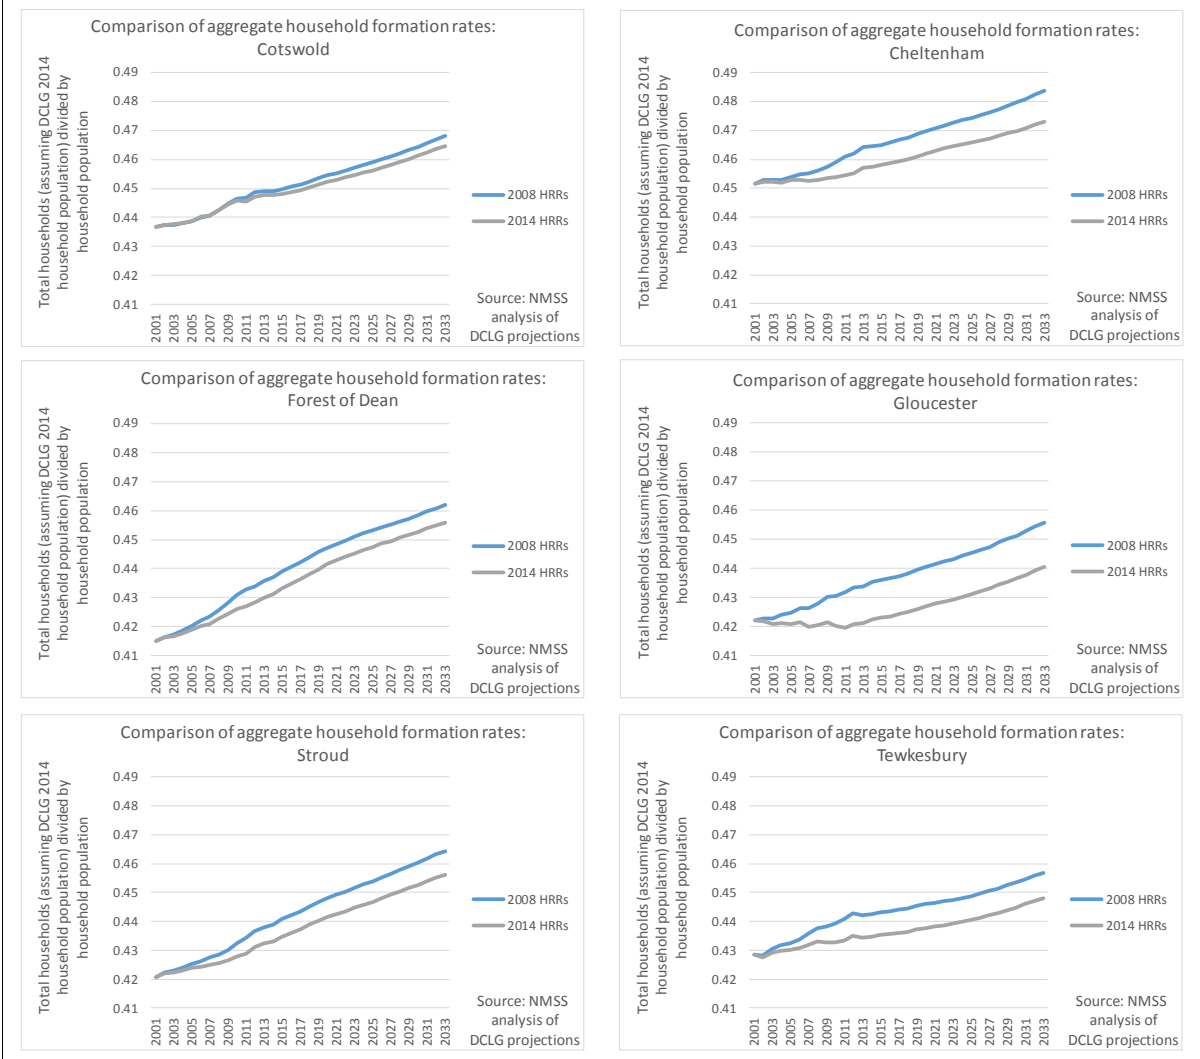 Comparison of aggregate household formation rates:
Cotswold
Total households (assuming DCLG 2014
household population) divided by
household population
0.49
0.48
0.47
0.46
0.45
0.44
0.43
0.42
0.41
2001 2003 2005 2007 2009 2011 2013 2015 2017 2019 2021 2023 2025 2027 2029 2031 2033
2008 HRRs
2014 HRRs
Source: NMSS
analysis of
DCLG projections
Comparison of aggregate household formation rates:
Cheltenham
Total households (assuming DCLG 2014
household population) divided by
household population
0.49
0.48
0.47
0.46
0.45
0.44
0.43
0.42
0.41
2001 2003 2005 2007 2009 2011 2013 2015 2017 2019 2021 2023 2025 2027 2029 2031 2033
2008 HRRs
2014 HRRs
Source: NMSS
analysis of
DCLG projections
Comparison of aggregate household formation rates:
Forest of Dean
Total households (assuming DCLG 2014
household population) divided by
household population
0.49
0.48
0.47
0.46
0.45
0.44
0.43
0.42
0.41
2001 2003 2005 2007 2009 2011 2013 2015 2017 2019 2021 2023 2025 2027 2029 2031 2033
2008 HRRs
2014 HRRs
Source: NMSS
analysis of
DCLG projections
Comparison of aggregate household formation rates:
Gloucester
Total households (assuming DCLG 2014
household population) divided by
household population
0.49
0.48
0.47
0.46
0.45
0.44
0.43
0.42
0.41
2001 2003 2005 2007 2009 2011 2013 2015 2017 2019 2021 2023 2025 2027 2029 2031 2033
2008 HRRs
2014 HRRs
Source: NMSS
analysis of
DCLG projections
Comparison of aggregate household formation rates:
Stroud
Total households (assuming DCLG 2014
household population) divided by
household population
0.49
0.48
0.47
0.46
0.45
0.44
0.43
0.42
0.41
2001 2003 2005 2007 2009 2011 2013 2015 2017 2019 2021 2023 2025 2027 2029 2031 2033
2008 HRRs
2014 HRRs
Source: NMSS
analysis of
DCLG projections
Comparison of aggregate household formation rates:
Tewkesbury
Total households (assuming DCLG 2014
household population) divided by
household population
0.49
0.48
0.47
0.46
0.45
0.44
0.43
0.42
0.41
2001 2003 2005 2007 2009 2011 2013 2015 2017 2019 2021 2023 2025 2027 2029 2031 2033
2008 HRRs
2014 HRRs
Source: NMSS
analysis of
DCLG projections